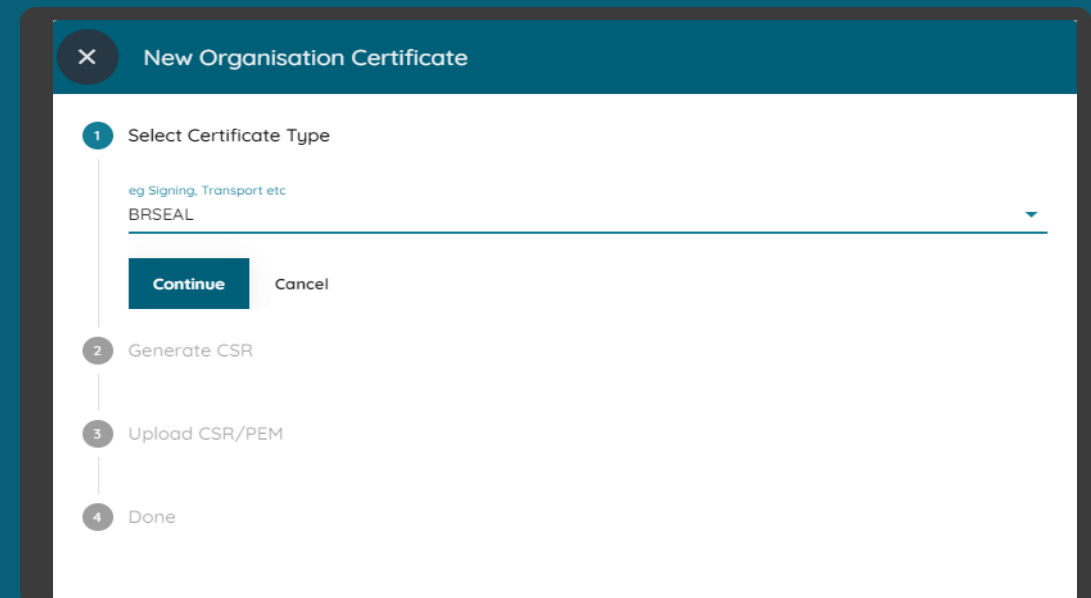 New Organisation Certificate
1 Select Certificate Type
eg Signing, Transport etc
BRSEAL
Continue Cancel
2 Generate CSR
3 Upload CSR/PEM
4 Done